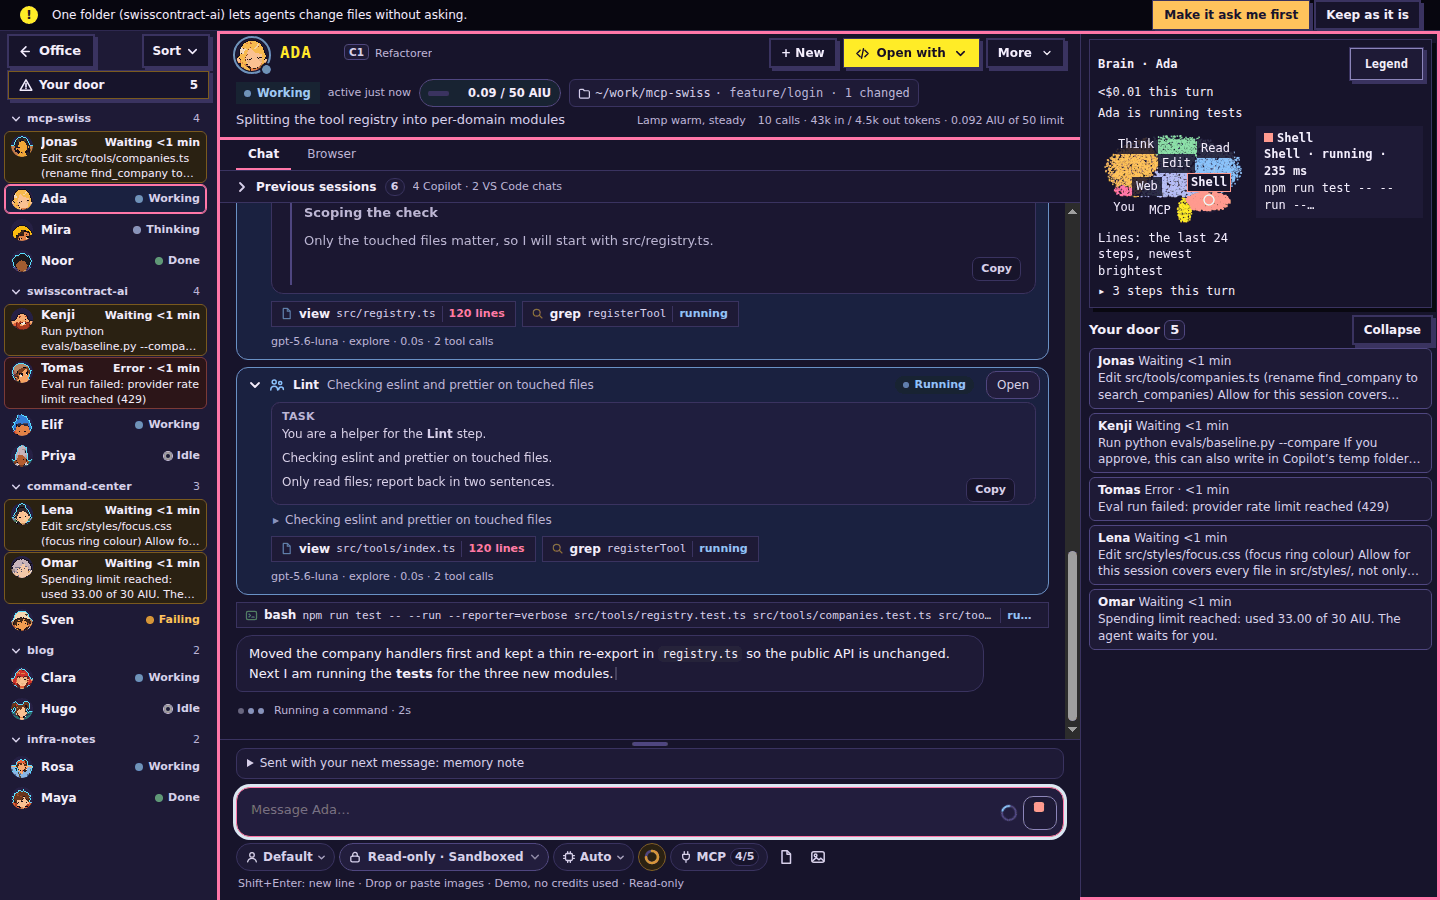 ! One folder (swisscontract-ai) lets agents change files without asking.
Make it ask me first
Keep as it is
Office
Sort
Your door 5
mcp-swiss 4
Jonas Waiting <1 min
Edit src/tools/companies.ts
(rename find_company to…
Ada Working
Mira Thinking
Noor Done
swisscontract-ai 4
Kenji Waiting <1 min
Run python
evals/baseline.py --compa…
Tomas Error · <1 min
Eval run failed: provider rate
limit reached (429)
Elif Working
Priya Idle
command-center 3
Lena Waiting <1 min
Edit src/styles/focus.css
(focus ring colour) Allow fo…
Omar Waiting <1 min
Spending limit reached:
used 33.00 of 30 AIU. The…
Sven Failing
blog 2
Clara Working
Hugo Idle
infra-notes 2
Rosa Working
Maya Done
ADA C1 Refactorer
+ New
Open with
More
Working active just now 0.09 / 50 AIU ~/work/mcp-swiss · feature/login · 1 changed
Splitting the tool registry into per-domain modules
Lamp warm, steady 10 calls · 43k in / 4.5k out tokens · 0.092 AIU of 50 limit
Chat Browser
Previous sessions 6 4 Copilot · 2 VS Code chats
Scoping the check
Only the touched files matter, so I will start with src/registry.ts.
Copy
view src/registry.ts 120 lines
grep registerTool running
gpt-5.6-luna · explore · 0.0s · 2 tool calls
Lint Checking eslint and prettier on touched files Running Open
TASK
You are a helper for the Lint step.
Checking eslint and prettier on touched files.
Only read files; report back in two sentences.
Copy
▸ Checking eslint and prettier on touched files
view src/tools/index.ts 120 lines
grep registerTool running
gpt-5.6-luna · explore · 0.0s · 2 tool calls
bash npm run test -- --run --reporter=verbose src/tools/registry.test.ts src/tools/companies.test.ts src/too… ru…
Moved the company handlers first and kept a thin re-export in registry.ts so the public API is unchanged.
Next I am running the tests for the three new modules.
Running a command · 2s
▶ Sent with your next message: memory note
Message Ada…
Default
Read-only · Sandboxed
Auto
MCP 4/5
Shift+Enter: new line · Drop or paste images · Demo, no credits used · Read-only
Brain · Ada
Legend
<$0.01 this turn
Ada is running tests
Think
Read
Edit
Web
Shell
You
MCP
Shell
Shell · running ·
235 ms
npm run test -- --
run --…
Lines: the last 24
steps, newest
brightest
▸ 3 steps this turn
Your door 5
Collapse
Jonas Waiting <1 min
Edit src/tools/companies.ts (rename find_company to
search_companies) Allow for this session covers…
Kenji Waiting <1 min
Run python evals/baseline.py --compare If you
approve, this can also write in Copilot’s temp folder…
Tomas Error · <1 min
Eval run failed: provider rate limit reached (429)
Lena Waiting <1 min
Edit src/styles/focus.css (focus ring colour) Allow for
this session covers every file in src/styles/, not only…
Omar Waiting <1 min
Spending limit reached: used 33.00 of 30 AIU. The
agent waits for you.